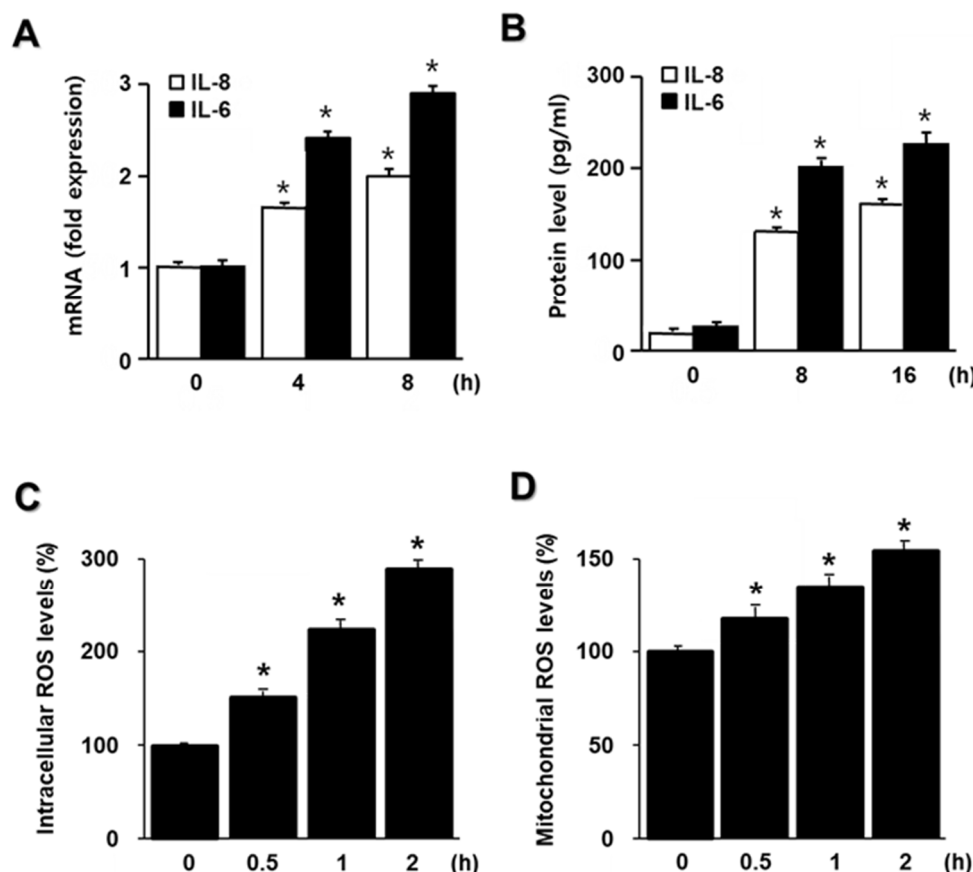 A
mRNA (fold expression)
IL-8
IL-6
3
2
1
0
*
*
*
*
0 4 8 (h)
B
Protein level (pg/ml)
IL-8
IL-6
300
200
100
0
*
*
*
*
0 8 16 (h)
C
Intracellular ROS levels (%)
300
200
100
0
*
*
*
0 0.5 1 2 (h)
D
Mitochondrial ROS levels (%)
150
100
50
0
*
*
*
0 0.5 1 2 (h)